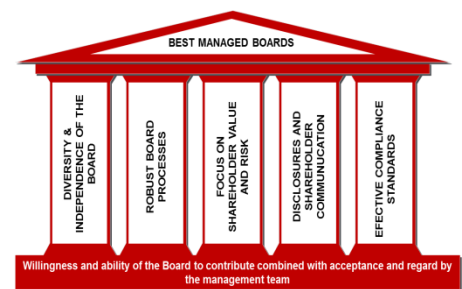 BEST MANAGED BOARDS
DIVERSITY &
INDEPENDENCE OF THE
BOARD
ROBUST BOARD
PROCESSES
FOCUS ON
SHAREHOLDER VALUE
AND RISK
DISCLOSURES AND
SHAREHOLDER
COMMUNUCATION
EFECTIVE COMPLIANCE
STANDARDS
Willingness and ability of the Board to contribute combined with acceptance and regard by
the management team